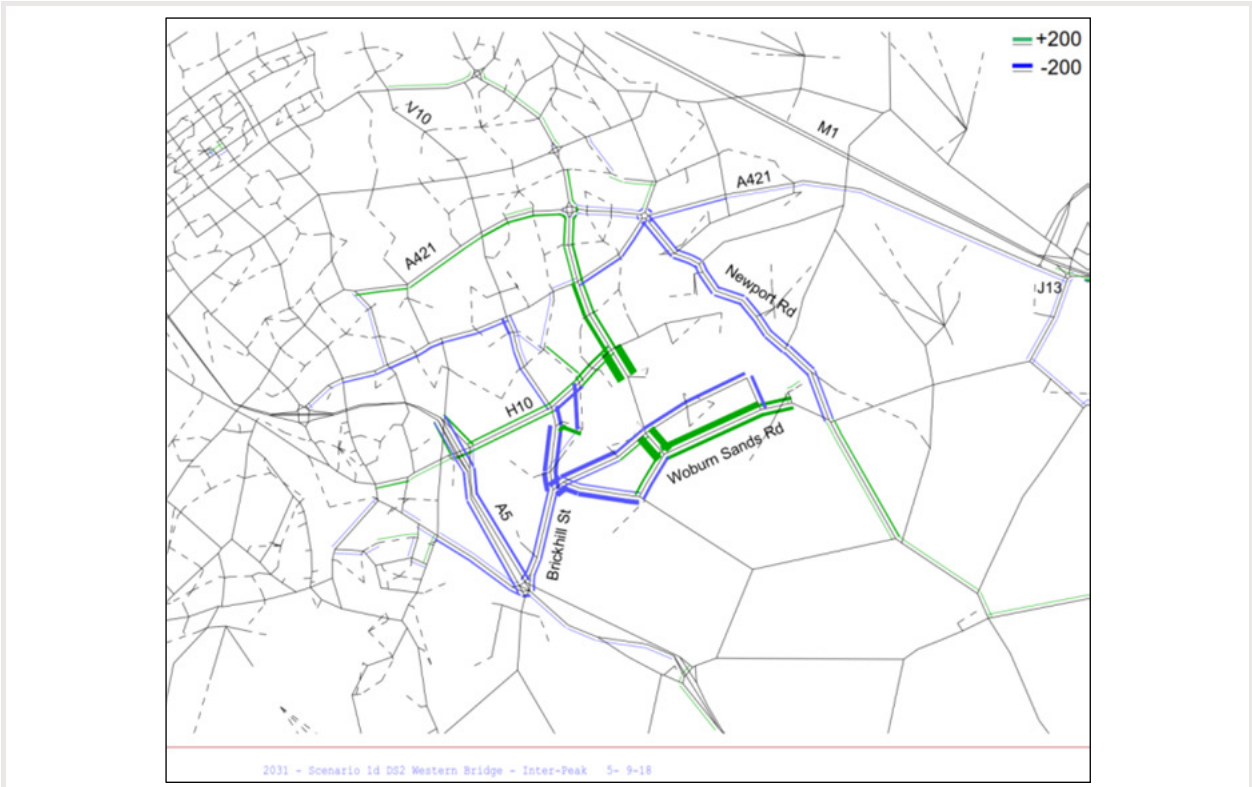 +200
-200
V10
M1
A421
A421
Newport Rd
J13
H10
Woburn Sands Rd
A5
Brickhill St
2031 - Scenario 1d DS2 Western Bridge - Inter-Peak 5- 9-18